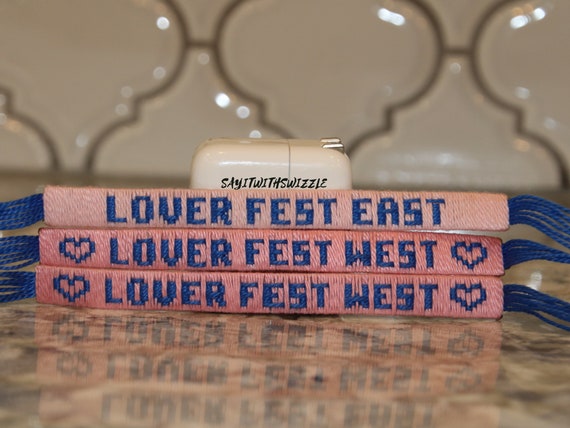 SAYITWITHSWIZZLE
LOVER FEST EAST
♡ LOVER FEST WEST ♡
♡ LOVER FEST WEST ♡